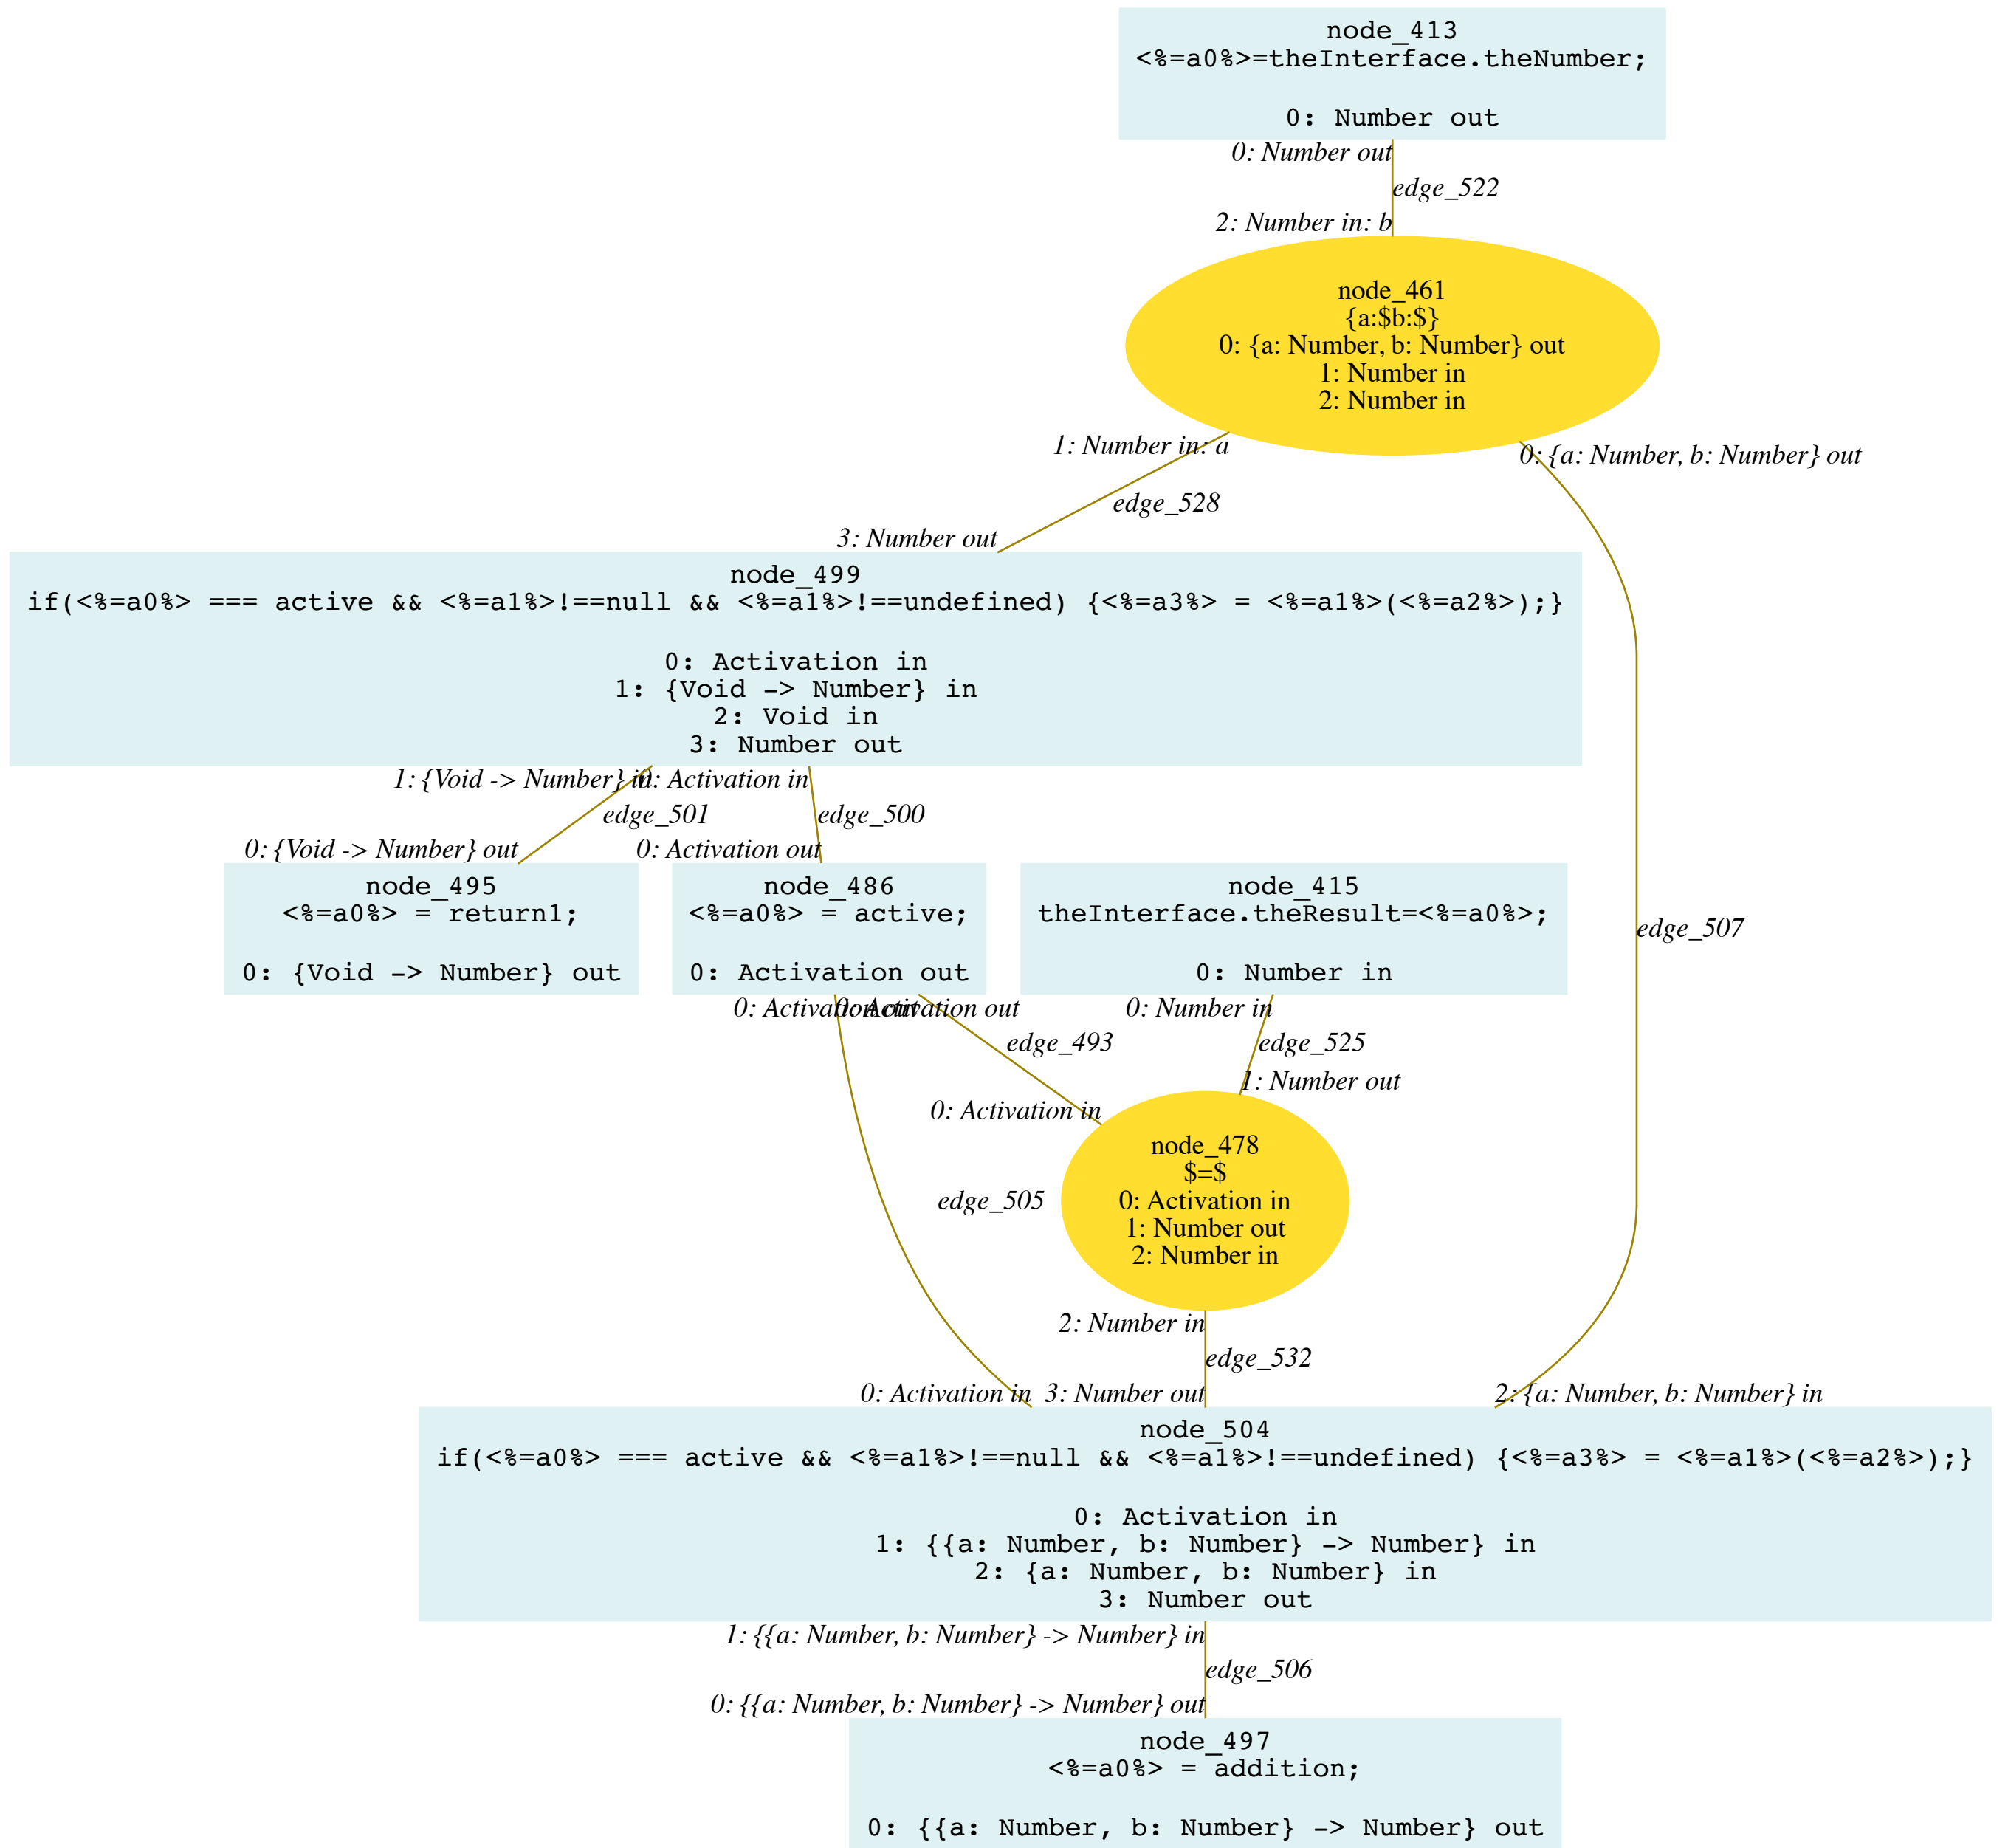 node_413
<%=a0%>=theInterface.theNumber;
0: Number out
0: Number out
edge_522
2: Number in: b
node_461
{a:$b:$}
0: {a: Number, b: Number} out
1: Number in
2: Number in
1: Number in: a
0: {a: Number, b: Number} out
edge_528
3: Number out
node_499
if(<%=a0%> === active && <%=a1%>!==null && <%=a1%>!==undefined) {<%=a3%> = <%=a1%>(<%=a2%>);}
0: Activation in
1: {Void -> Number} in
2: Void in
3: Number out
1: {Void -> Number} in
0: Activation in
edge_501
edge_500
0: {Void -> Number} out
0: Activation out
node_495
<%=a0%> = return1;
0: {Void -> Number} out
node_486
<%=a0%> = active;
0: Activation out
node_415
theInterface.theResult=<%=a0%>;
0: Number in
edge_507
0: Activation out
0: Activation out
0: Number in
edge_493
edge_525
1: Number out
0: Activation in
node_478
$=$
0: Activation in
1: Number out
2: Number in
edge_505
2: Number in
edge_532
0: Activation in
3: Number out
2: {a: Number, b: Number} in
node_504
if(<%=a0%> === active && <%=a1%>!==null && <%=a1%>!==undefined) {<%=a3%> = <%=a1%>(<%=a2%>);}
0: Activation in
1: {{a: Number, b: Number} -> Number} in
2: {a: Number, b: Number} in
3: Number out
1: {{a: Number, b: Number} -> Number} in
edge_506
0: {{a: Number, b: Number} -> Number} out
node_497
<%=a0%> = addition;
0: {{a: Number, b: Number} -> Number} out